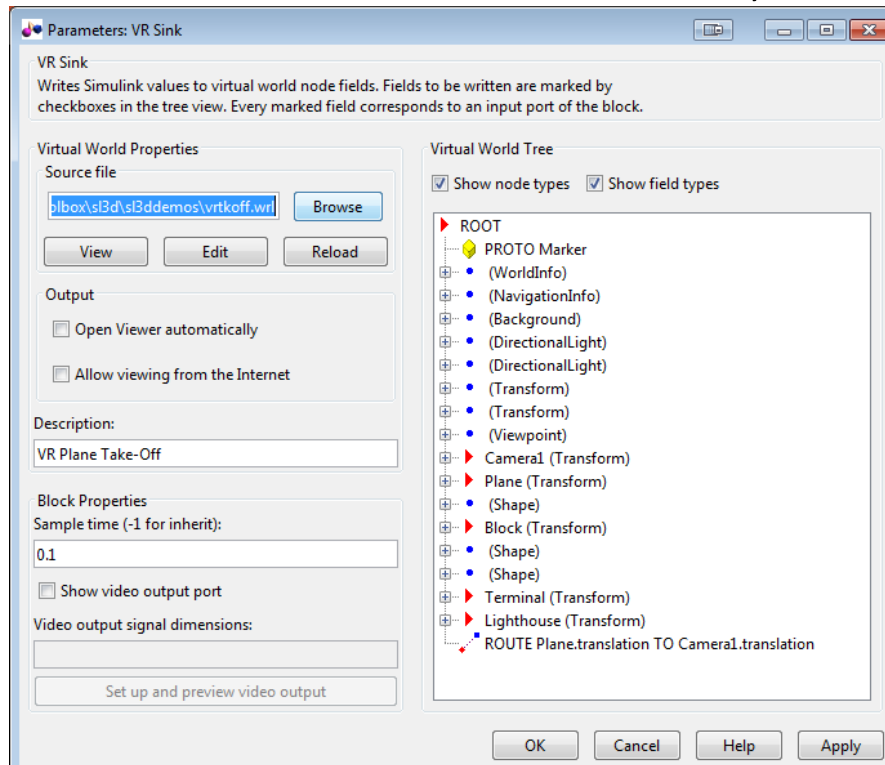 Parameters: VR Sink
VR Sink
Writes Simulink values to virtual world node fields. Fields to be written are marked by
checkboxes in the tree view. Every marked field corresponds to an input port of the block.
Virtual World Properties
Source file
olbox\sl3d\sl3ddemos\vrtkoff.wrl
Browse
View
Edit
Reload
Output
Open Viewer automatically
Allow viewing from the Internet
Description:
VR Plane Take-Off
Block Properties
Sample time (-1 for inherit):
0.1
Show video output port
Video output signal dimensions:
Set up and preview video output
Virtual World Tree
Show node types
Show field types
ROOT
PROTO Marker
(WorldInfo)
(NavigationInfo)
(Background)
(DirectionalLight)
(DirectionalLight)
(Transform)
(Transform)
(Viewpoint)
Camera1 (Transform)
Plane (Transform)
(Shape)
Block (Transform)
(Shape)
(Shape)
Terminal (Transform)
Lighthouse (Transform)
ROUTE Plane.translation TO Camera1.translation
OK
Cancel
Help
Apply